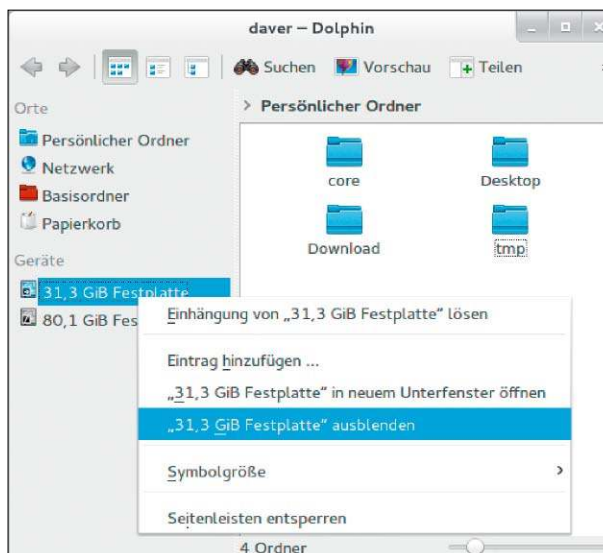 daver – Dolphin
Suchen Vorschau Teilen
Orte
Persönlicher Ordner
Netzwerk
Basisordner
Papierkorb
Geräte
31,3 GiB Festplatte
80,1 GiB Fes
> Persönlicher Ordner
core
Desktop
Download
tmp
Einhängung von „31,3 GiB Festplatte“ lösen
Eintrag hinzufügen ...
„31,3 GiB Festplatte“ in neuem Unterfenster öffnen
„31,3 GiB Festplatte“ ausblenden
Symbolgröße >
Seitenleisten entsperren
4 Ordner